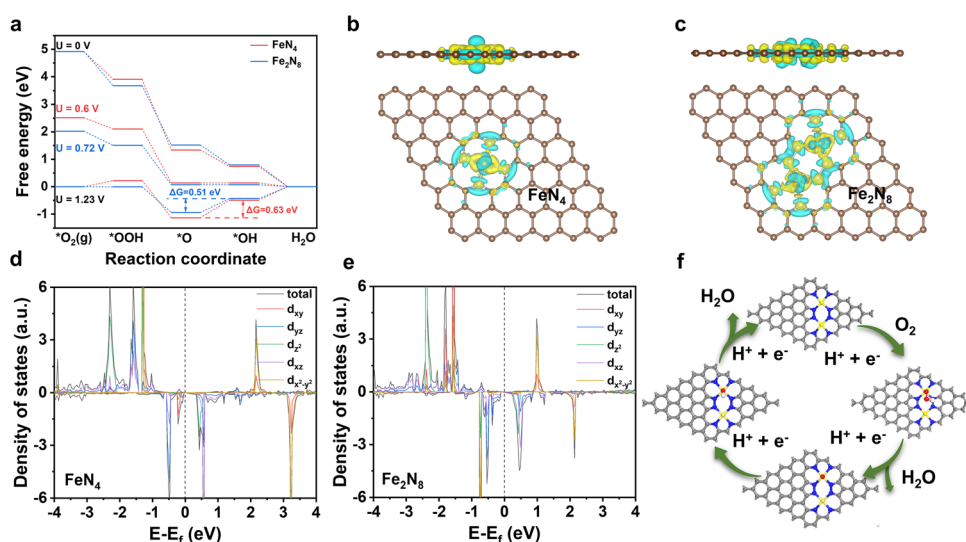 a
FeN4
Fe2N8
Free energy (eV)
5
4
3
2
1
0
-1
U = 0 V
U = 0.6 V
U = 0.72 V
U = 1.23 V
ΔG=0.51 eV
ΔG=0.63 eV
*O2(g) *OOH *O *OH H2O
Reaction coordinate
b
FeN4
c
Fe2N8
d
Density of states (a.u.)
6
3
0
-3
-6
total
dxy
dyz
dz2
dxz
dx2-y2
FeN4
-4 -3 -2 -1 0 1 2 3 4
E-Ef (eV)
e
Density of states (a.u.)
6
3
0
-3
-6
total
dxy
dyz
dz2
dxz
dx2-y2
Fe2N8
-4 -3 -2 -1 0 1 2 3 4
E-Ef (eV)
f
H2O
O2
H+ + e-
H+ + e-
H+ + e-
H+ + e-
H2O